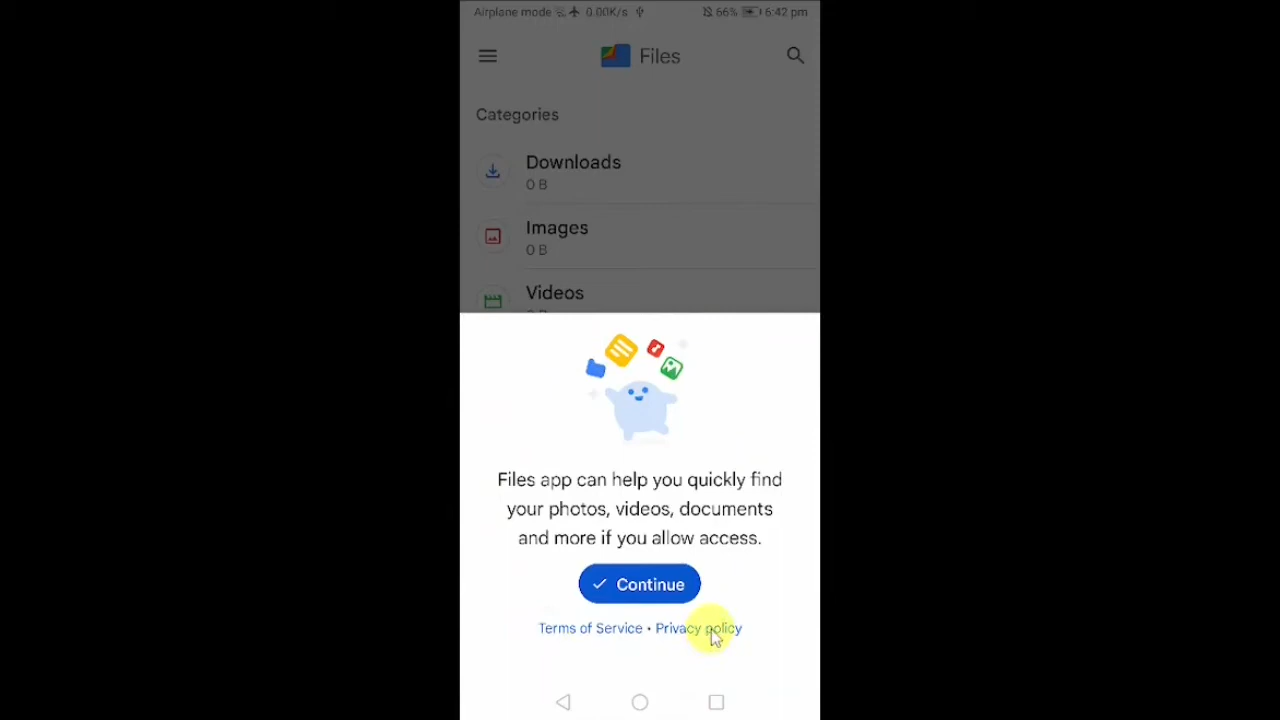 Airplane mode 0.00K/s 66% 6:42 pm
Files
Categories
Downloads
0 B
Images
0 B
Videos
Files app can help you quickly find
your photos, videos, documents
and more if you allow access.
Continue
Terms of Service • Privacy policy